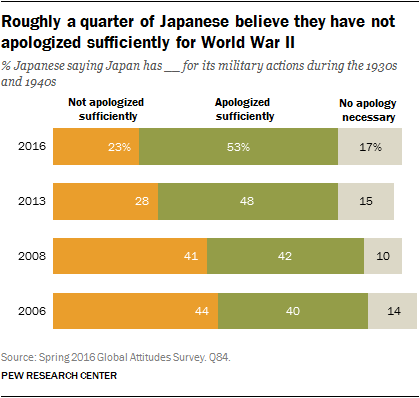 Roughly a quarter of Japanese believe they have not
apologized sufficiently for World War II
% Japanese saying Japan has __ for its military actions during the 1930s
and 1940s
Not apologized sufficiently
Apologized sufficiently
No apology necessary
2016 23% 53% 17%
2013 28 48 15
2008 41 42 10
2006 44 40 14
Source: Spring 2016 Global Attitudes Survey. Q84.
PEW RESEARCH CENTER